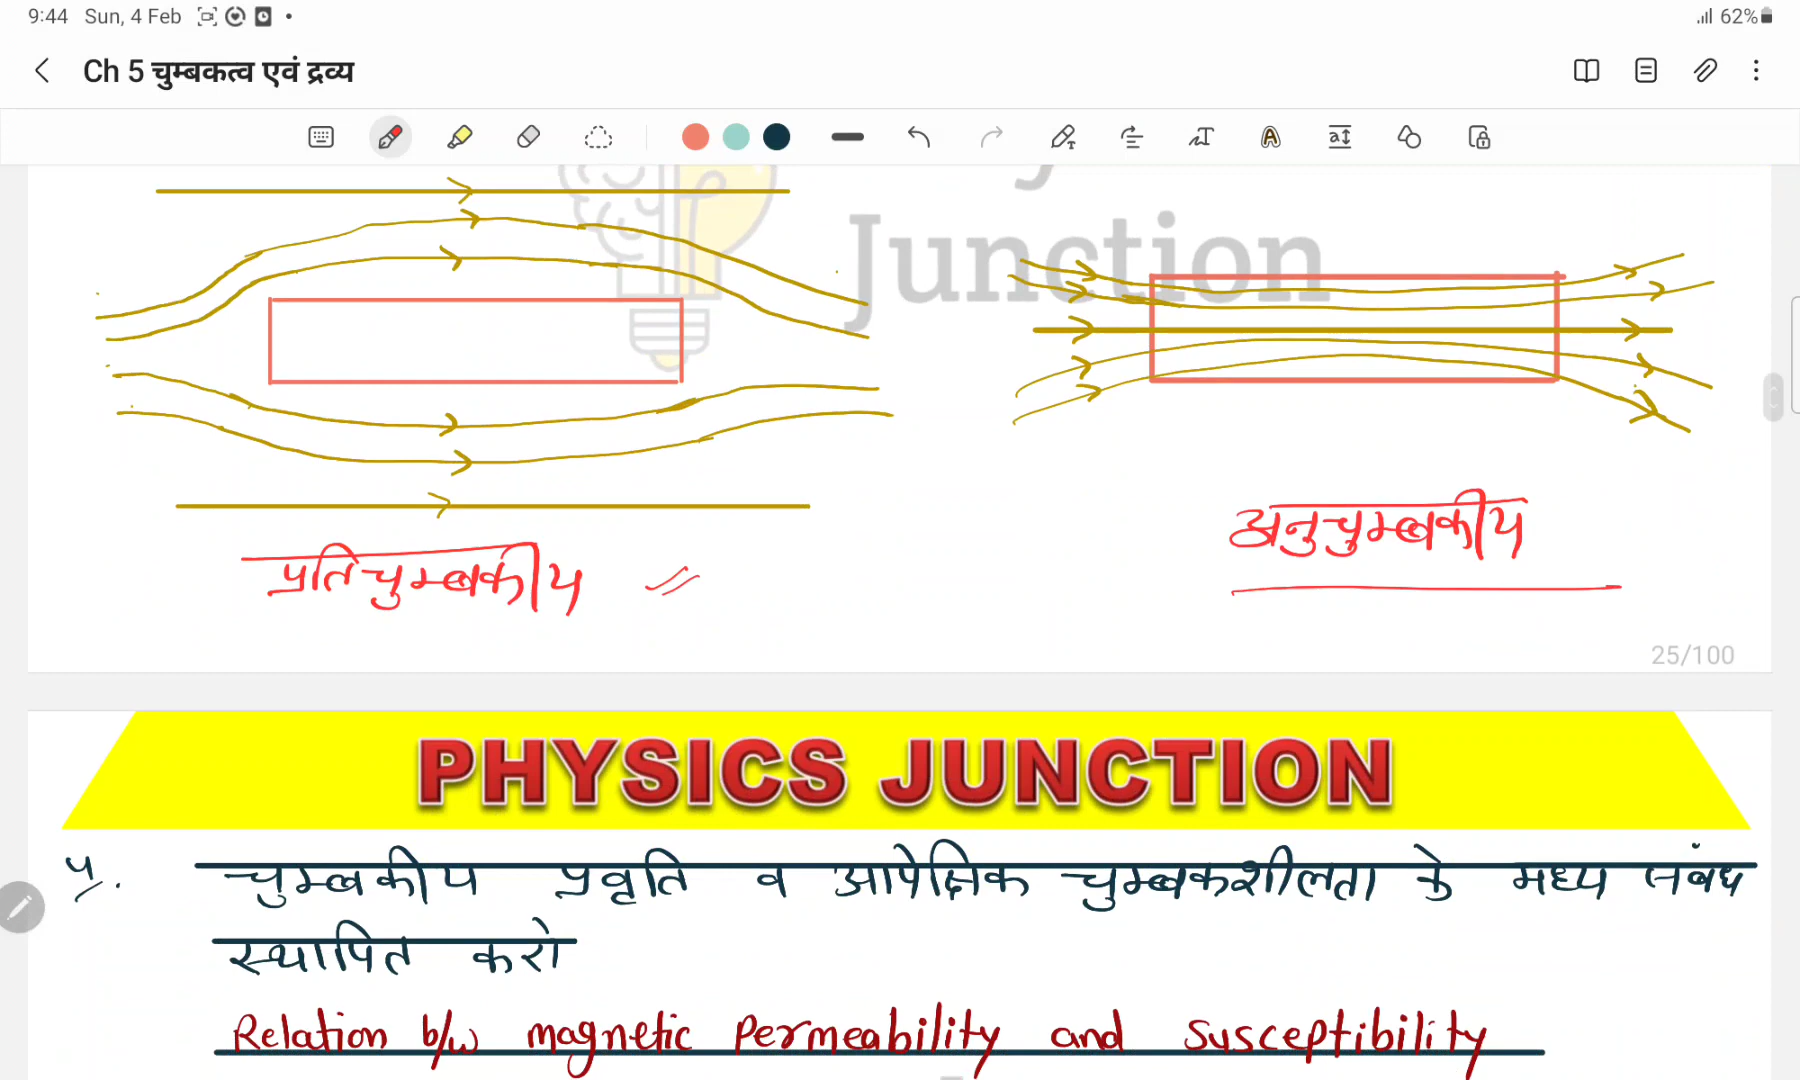 9:44 Sun, 4 Feb
62%
Ch 5 चुम्बकत्व एवं द्रव्य
Junction
प्रतिचुम्बकीय
अनुचुम्बकीय
25/100
PHYSICS JUNCTION
५. चुम्बकीय प्रवृति व आपेक्षिक चुम्बकशीलता के मध्य संबंध
स्थापित करो
Relation b/w magnetic Permeability and susceptibility